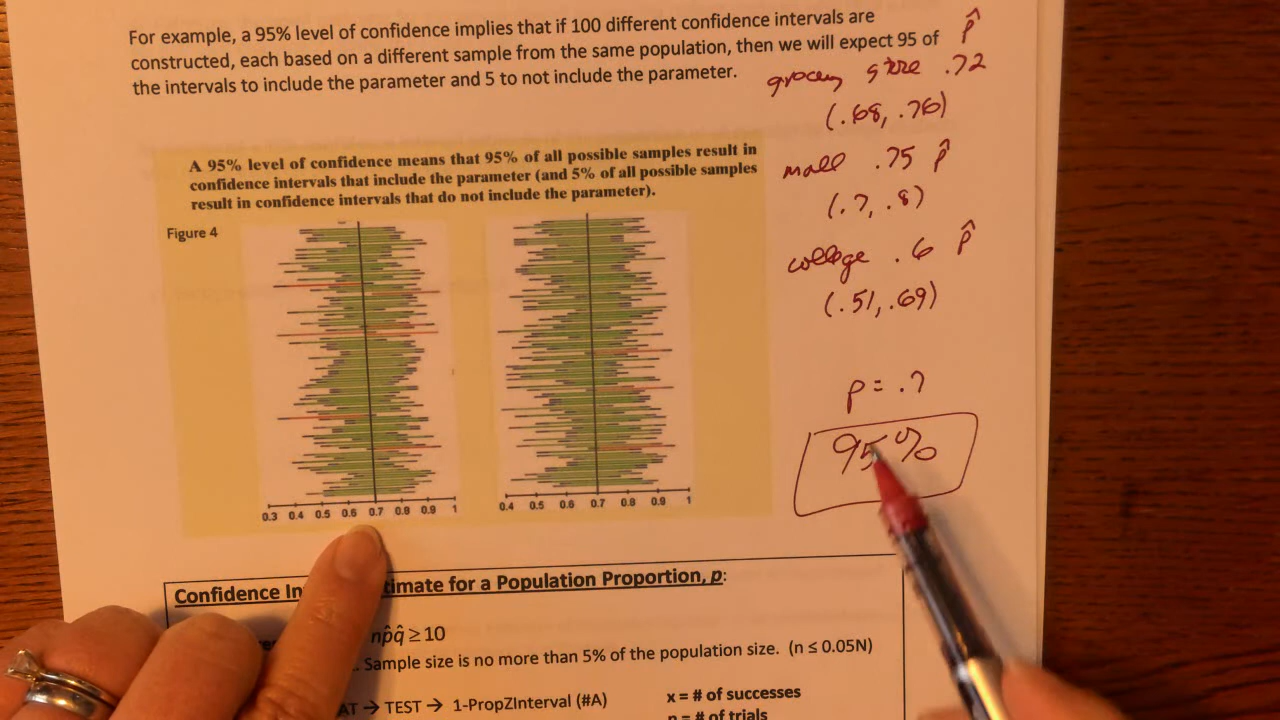 For example, a 95% level of confidence implies that if 100 different confidence intervals are
constructed, each based on a different sample from the same population, then we will expect 95 of
the intervals to include the parameter and 5 to not include the parameter.
p̂
grocery store .72
(.68, .76)
mall .75 p̂
(.7, .8)
college .6 p̂
(.51, .69)
p = .7
95%
A 95% level of confidence means that 95% of all possible samples result in
confidence intervals that include the parameter (and 5% of all possible samples
result in confidence intervals that do not include the parameter).
Figure 4
0.3 0.4 0.5 0.6 0.7 0.8 0.9 1
0.4 0.5 0.6 0.7 0.8 0.9 1
Confidence In timate for a Population Proportion, p:
np̂q̂ ≥ 10
Sample size is no more than 5% of the population size. (n ≤ 0.05N)
AT → TEST → 1-PropZInterval (#A)
x = # of successes
n = # of trials